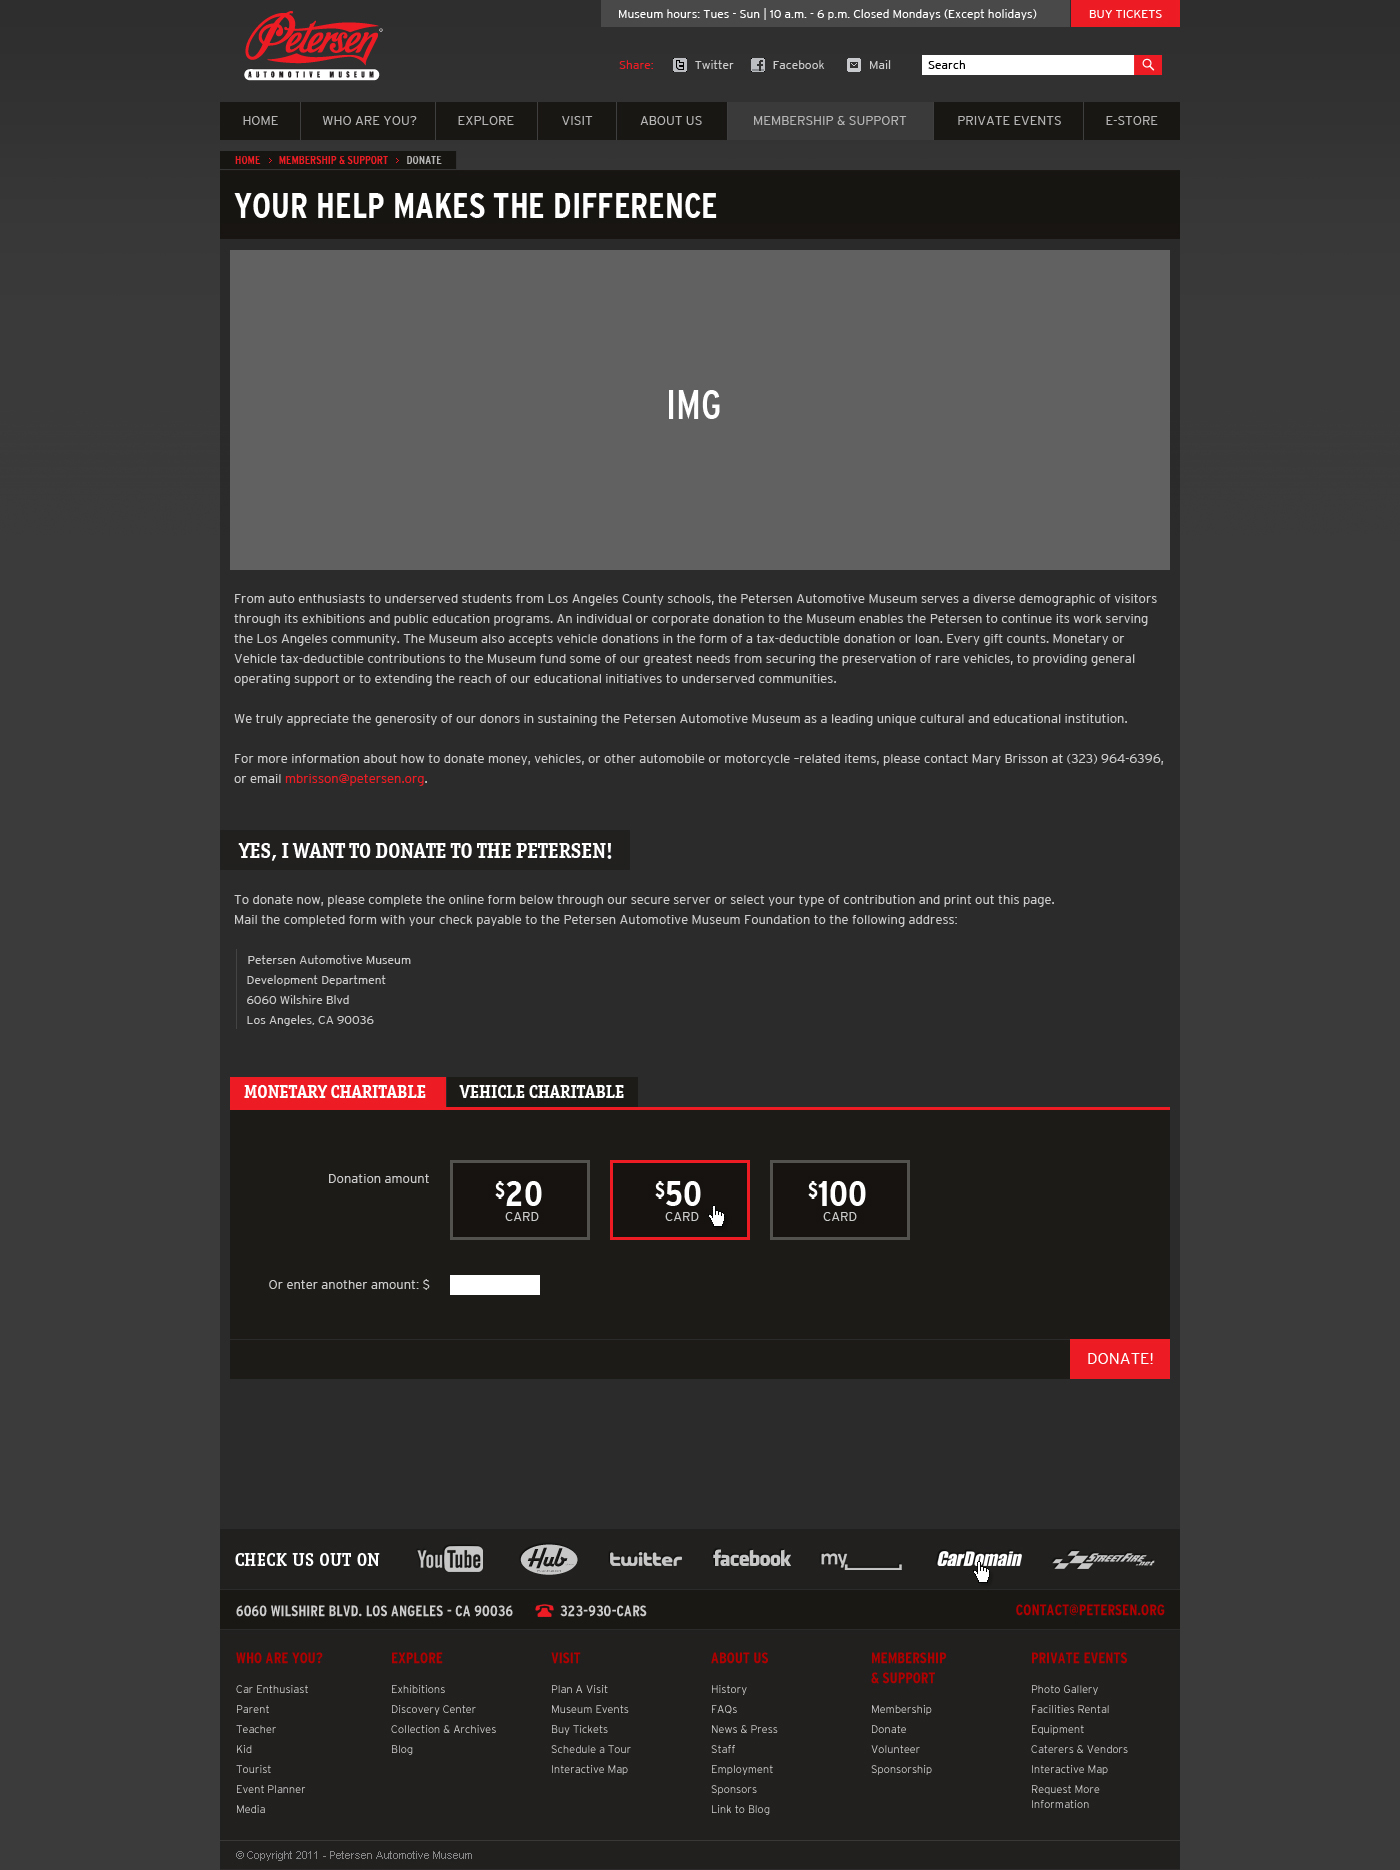 Museum hours: Tues - Sun | 10 a.m. - 6 p.m. Closed Mondays (Except holidays)
BUY TICKETS
Petersen®
AUTOMOTIVE MUSEUM
Share:
Twitter
Facebook
Mail
Search
HOME
WHO ARE YOU?
EXPLORE
VISIT
ABOUT US
MEMBERSHIP & SUPPORT
PRIVATE EVENTS
E-STORE
HOME > MEMBERSHIP & SUPPORT > DONATE
YOUR HELP MAKES THE DIFFERENCE
IMG
From auto enthusiasts to underserved students from Los Angeles County schools, the Petersen Automotive Museum serves a diverse demographic of visitors
through its exhibitions and public education programs. An individual or corporate donation to the Museum enables the Petersen to continue its work serving
the Los Angeles community. The Museum also accepts vehicle donations in the form of a tax-deductible donation or loan. Every gift counts. Monetary or
Vehicle tax-deductible contributions to the Museum fund some of our greatest needs from securing the preservation of rare vehicles, to providing general
operating support or to extending the reach of our educational initiatives to underserved communities.
We truly appreciate the generosity of our donors in sustaining the Petersen Automotive Museum as a leading unique cultural and educational institution.
For more information about how to donate money, vehicles, or other automobile or motorcycle –related items, please contact Mary Brisson at (323) 964-6396,
or email mbrisson@petersen.org.
YES, I WANT TO DONATE TO THE PETERSEN!
To donate now, please complete the online form below through our secure server or select your type of contribution and print out this page.
Mail the completed form with your check payable to the Petersen Automotive Museum Foundation to the following address:
Petersen Automotive Museum
Development Department
6060 Wilshire Blvd
Los Angeles, CA 90036
MONETARY CHARITABLE
VEHICLE CHARITABLE
Donation amount
$20
CARD
$50
CARD
$100
CARD
Or enter another amount: $
DONATE!
CHECK US OUT ON
YouTube
Hub
twitter
facebook
my
CarDomain
StreetFire.net
6060 WILSHIRE BLVD. LOS ANGELES - CA 90036
323-930-CARS
CONTACT@PETERSEN.ORG
WHO ARE YOU?
Car Enthusiast
Parent
Teacher
Kid
Tourist
Event Planner
Media
EXPLORE
Exhibitions
Discovery Center
Collection & Archives
Blog
VISIT
Plan A Visit
Museum Events
Buy Tickets
Schedule a Tour
Interactive Map
ABOUT US
History
FAQs
News & Press
Staff
Employment
Sponsors
Link to Blog
MEMBERSHIP
& SUPPORT
Membership
Donate
Volunteer
Sponsorship
PRIVATE EVENTS
Photo Gallery
Facilities Rental
Equipment
Caterers & Vendors
Interactive Map
Request More
Information
© Copyright 2011 - Petersen Automotive Museum